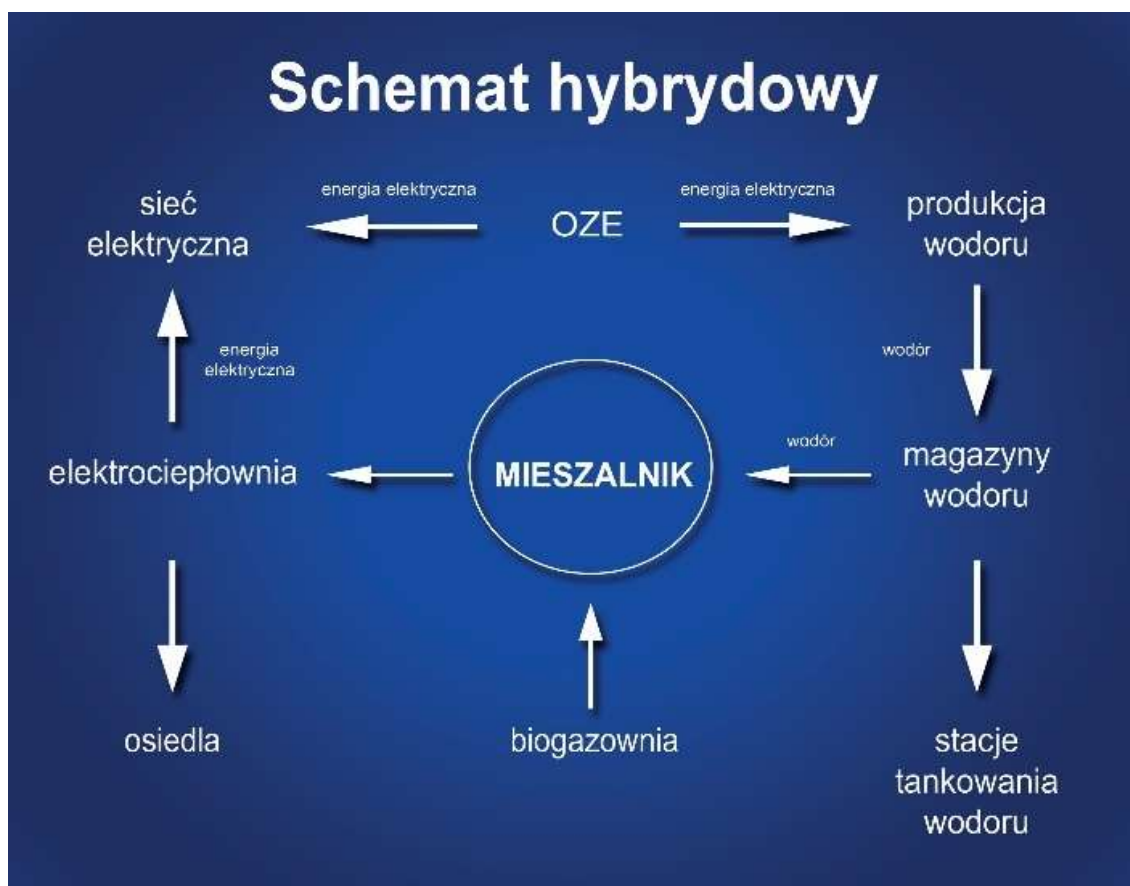 Schemat hybrydowy
sieć
elektryczna
energia elektryczna
OZE
energia elektryczna
produkcja
wodoru
energia
elektryczna
wodór
elektrociepłownia
MIESZALNIK
wodór
magazyny
wodoru
osiedla
biogazownia
stacje
tankowania
wodoru